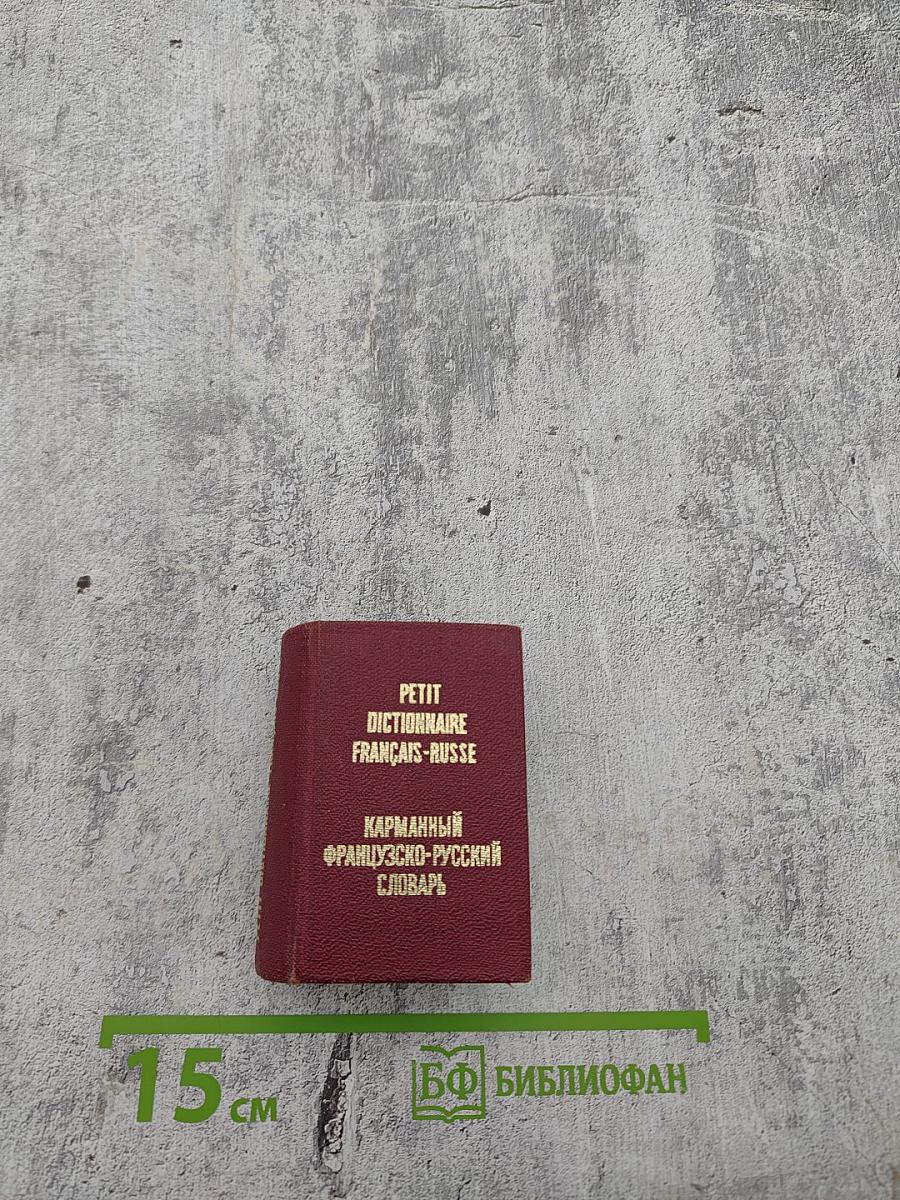 PETIT
DICTIONNAIRE
FRANÇAIS-RUSSE
КАРМАННЫЙ
ФРАНЦУЗСКО-РУССКИЙ
СЛОВАРЬ
15 см
БФ БИБЛИОФАН